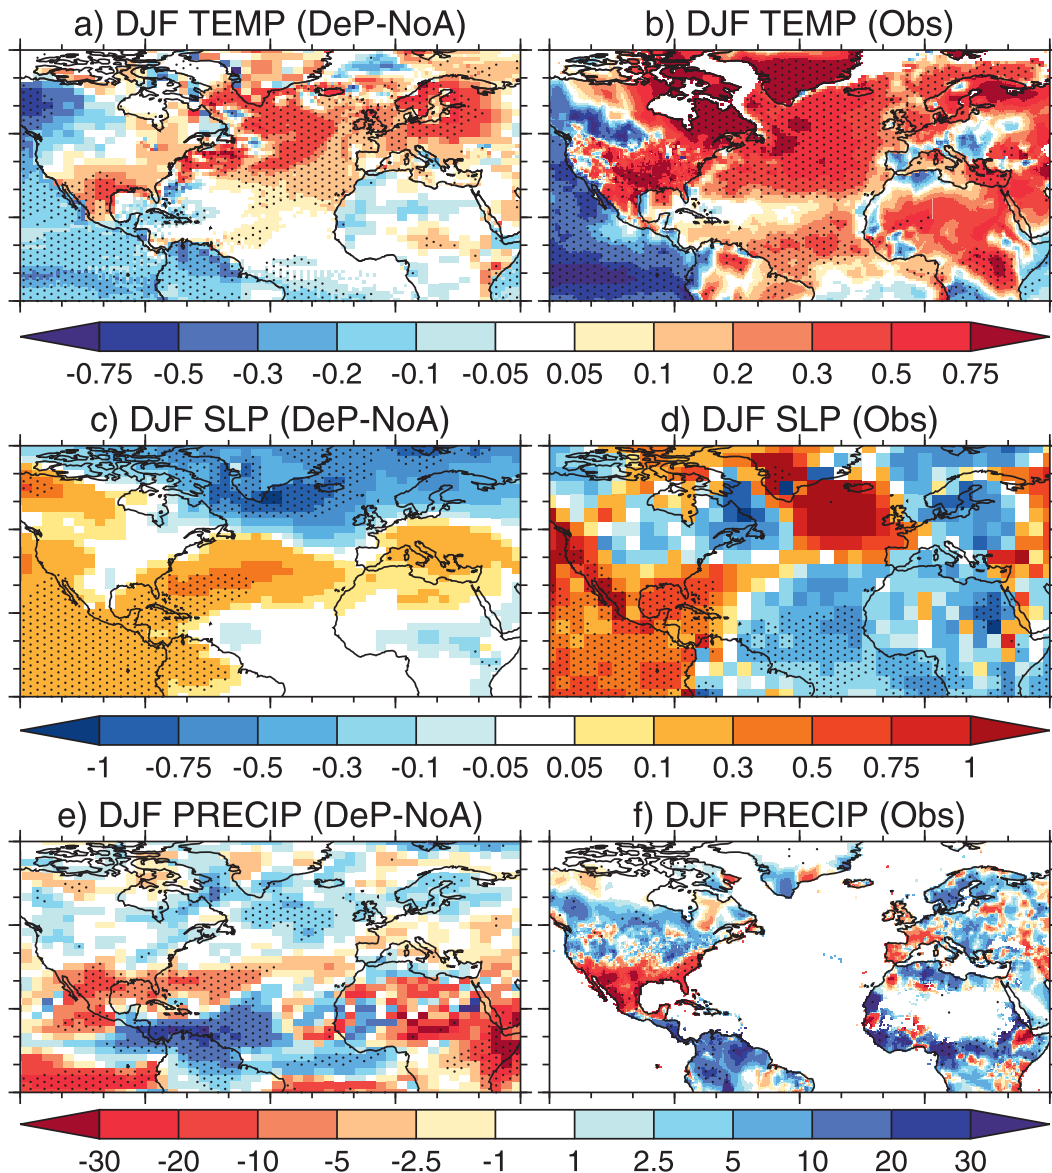 a) DJF TEMP (DeP-NoA) b) DJF TEMP (Obs)
-0.75 -0.5 -0.3 -0.2 -0.1 -0.05 0.05 0.1 0.2 0.3 0.5 0.75
c) DJF SLP (DeP-NoA) d) DJF SLP (Obs)
-1 -0.75 -0.5 -0.3 -0.1 -0.05 0.05 0.1 0.3 0.5 0.75 1
e) DJF PRECIP (DeP-NoA) f) DJF PRECIP (Obs)
-30 -20 -10 -5 -2.5 -1 1 2.5 5 10 20 30